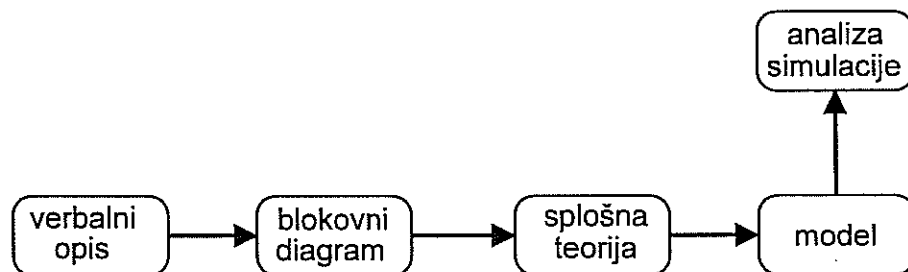 analiza
simulacije
verbalni
opis
blokovni
diagram
splošna
teorija
model